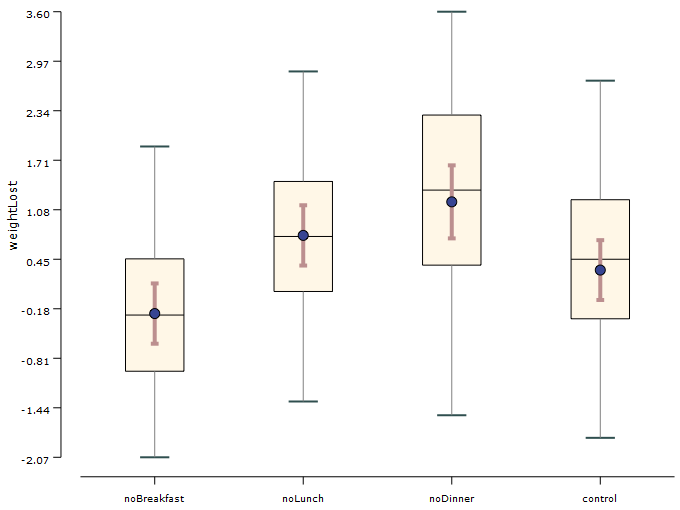 3.60
2.97
2.34
1.71
1.08
0.45
-0.18
-0.81
-1.44
-2.07
weightLost
noBreakfast
noLunch
noDinner
control